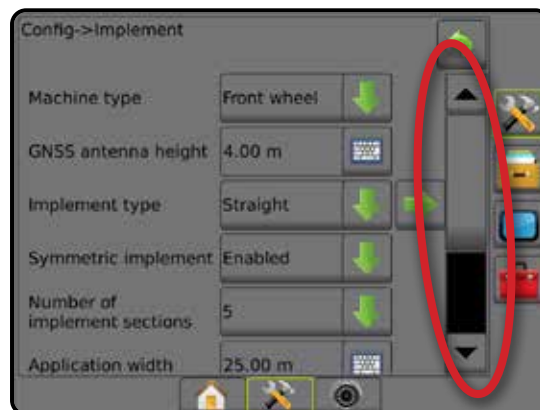 Config->Implement
Machine type Front wheel
GNSS antenna height 4.00 m
Implement type Straight
Symmetric implement Enabled
Number of
implement sections 5
Application width 25.00 m